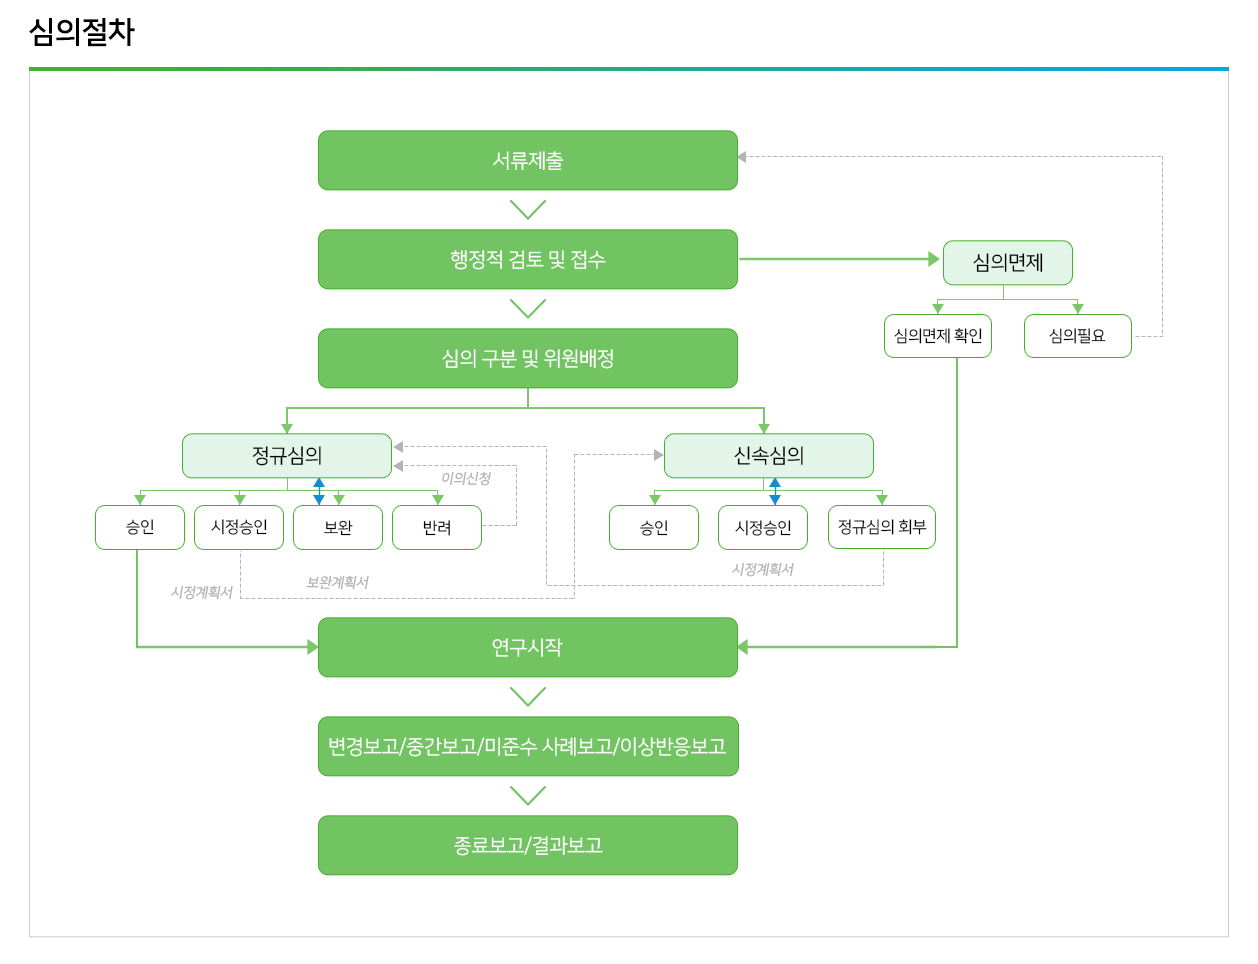 심의절차
서류제출
행정적 검토 및 접수
심의면제
심의면제 확인
심의필요
심의 구분 및 위원배정
정규심의
신속심의
이의신청
승인
시정승인
보완
반려
승인
시정승인
정규심의 회부
시정계획서
보완계획서
시정계획서
연구시작
변경보고/중간보고/미준수 사례보고/이상반응보고
종료보고/결과보고